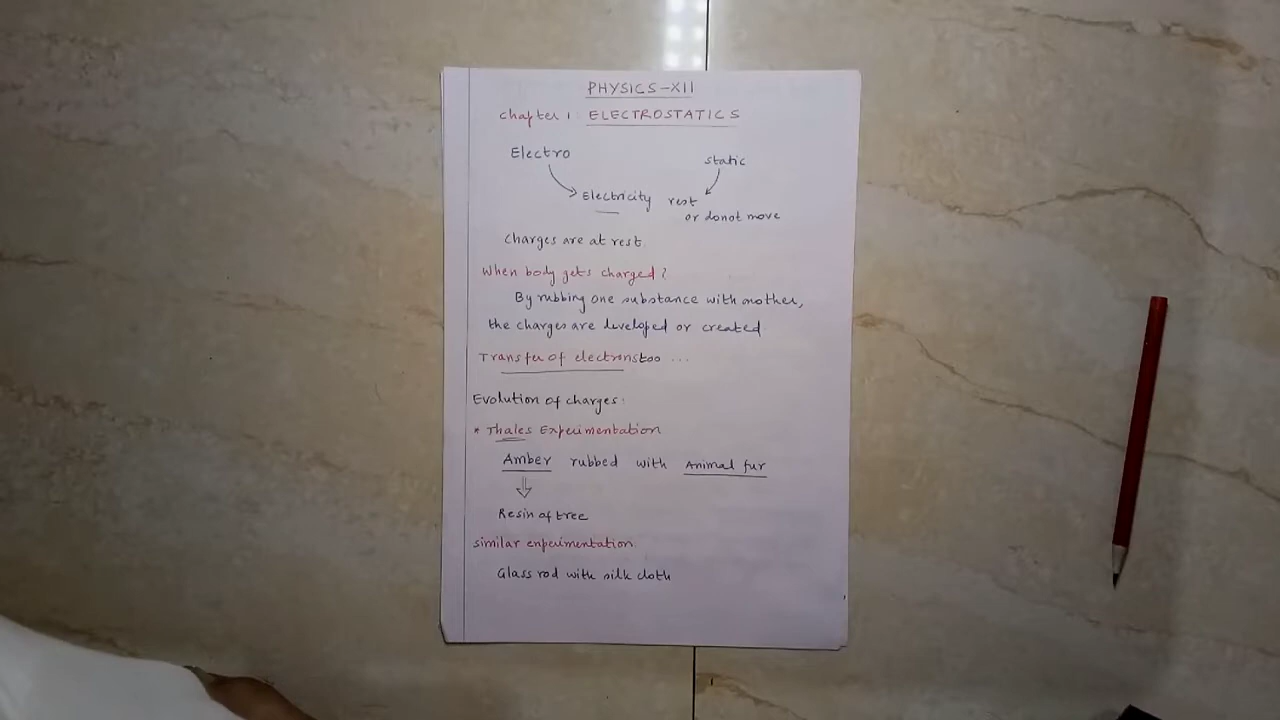 PHYSICS-XII
Chapter 1: ELECTROSTATICS
Electro static
Electricity rest
or donot move
Charges are at rest.
When body gets charged?
By rubbing one substance with another,
the charges are developed or created.
Transfer of electrons too ...
Evolution of charges:
* Thales Experimentation
Amber rubbed with Animal fur
Resin of tree
similar experimentation:
Glass rod with silk cloth